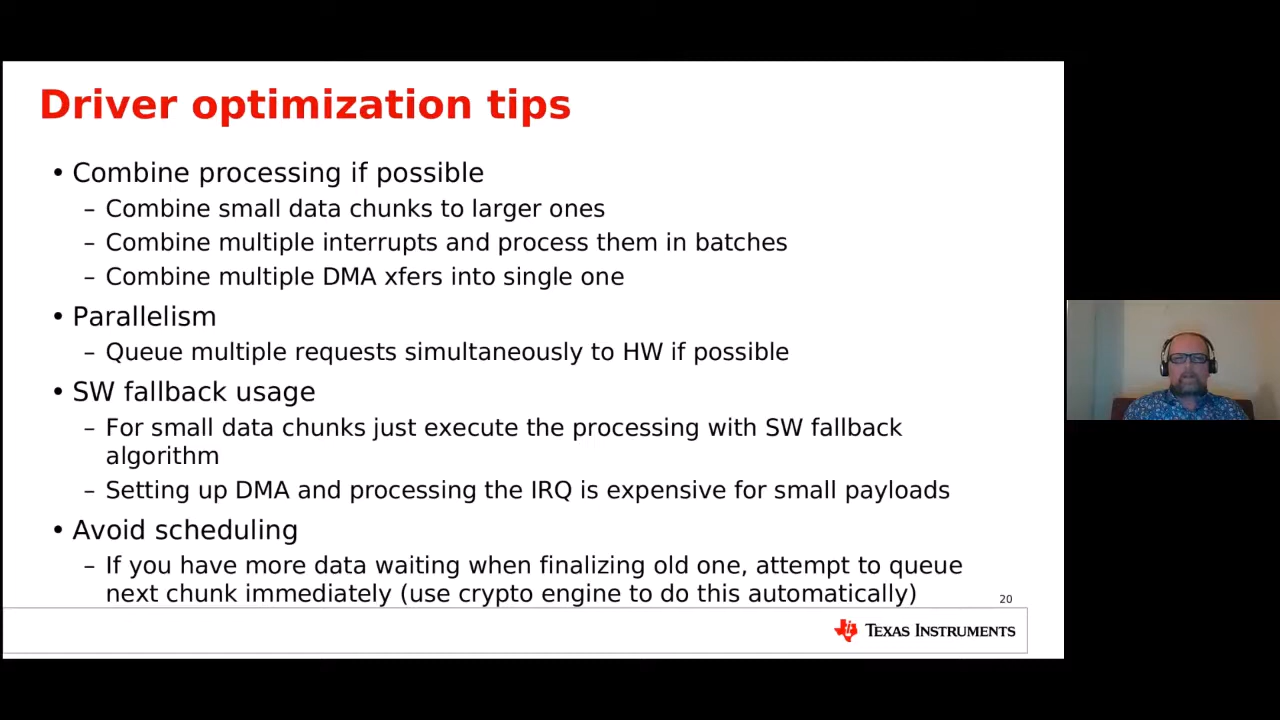 Driver optimization tips
• Combine processing if possible
– Combine small data chunks to larger ones
– Combine multiple interrupts and process them in batches
– Combine multiple DMA xfers into single one
• Parallelism
– Queue multiple requests simultaneously to HW if possible
• SW fallback usage
– For small data chunks just execute the processing with SW fallback
algorithm
– Setting up DMA and processing the IRQ is expensive for small payloads
• Avoid scheduling
– If you have more data waiting when finalizing old one, attempt to queue
next chunk immediately (use crypto engine to do this automatically)
20
TEXAS INSTRUMENTS